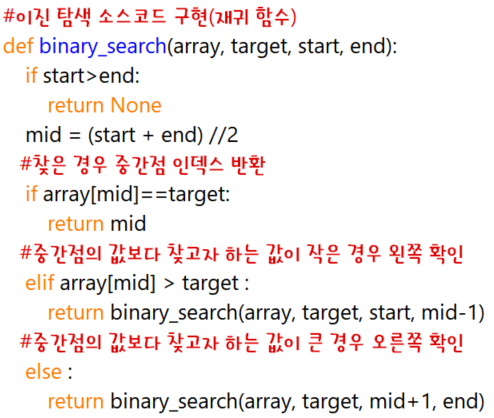 #이진 탐색 소스코드 구현(재귀 함수)
def binary_search(array, target, start, end):
    if start>end:
        return None
    mid = (start + end) //2
    #찾은 경우 중간점 인덱스 반환
    if array[mid]==target:
        return mid
    #중간점의 값보다 찾고자 하는 값이 작은 경우 왼쪽 확인
    elif array[mid] > target :
        return binary_search(array, target, start, mid-1)
    #중간점의 값보다 찾고자 하는 값이 큰 경우 오른쪽 확인
    else :
        return binary_search(array, target, mid+1, end)